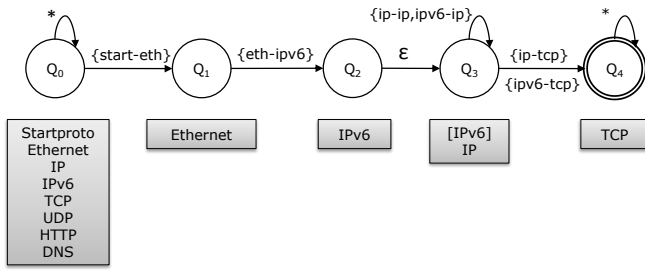 *
{ip-ip,ipv6-ip}
*
{start-eth}
{eth-ipv6}
ε
{ip-tcp}
{ipv6-tcp}
Q0
Q1
Q2
Q3
Q4
Startproto
Ethernet
IP
IPv6
TCP
UDP
HTTP
DNS
Ethernet
IPv6
[IPv6]
IP
TCP